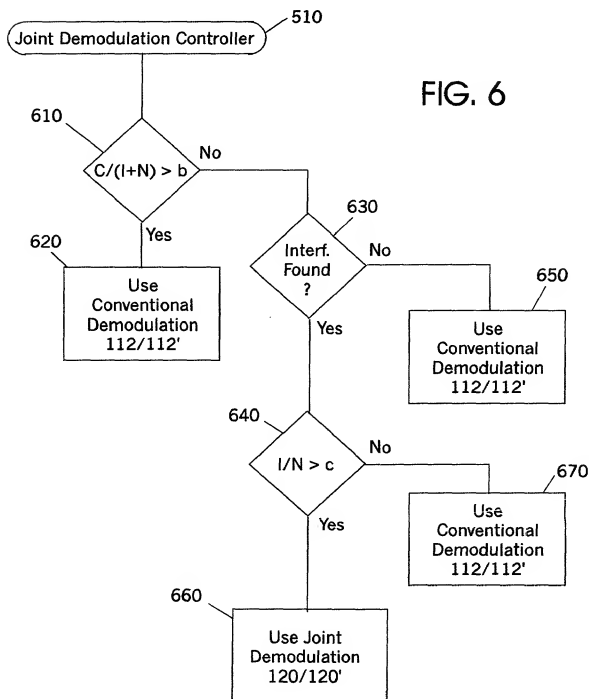 Joint Demodulation Controller
510
FIG. 6
610
C/(I+N) > b
No
Yes
620
Use
Conventional
Demodulation
112/112'
630
Interf.
Found
?
No
Yes
650
Use
Conventional
Demodulation
112/112'
640
I/N > c
No
Yes
670
Use
Conventional
Demodulation
112/112'
660
Use Joint
Demodulation
120/120'